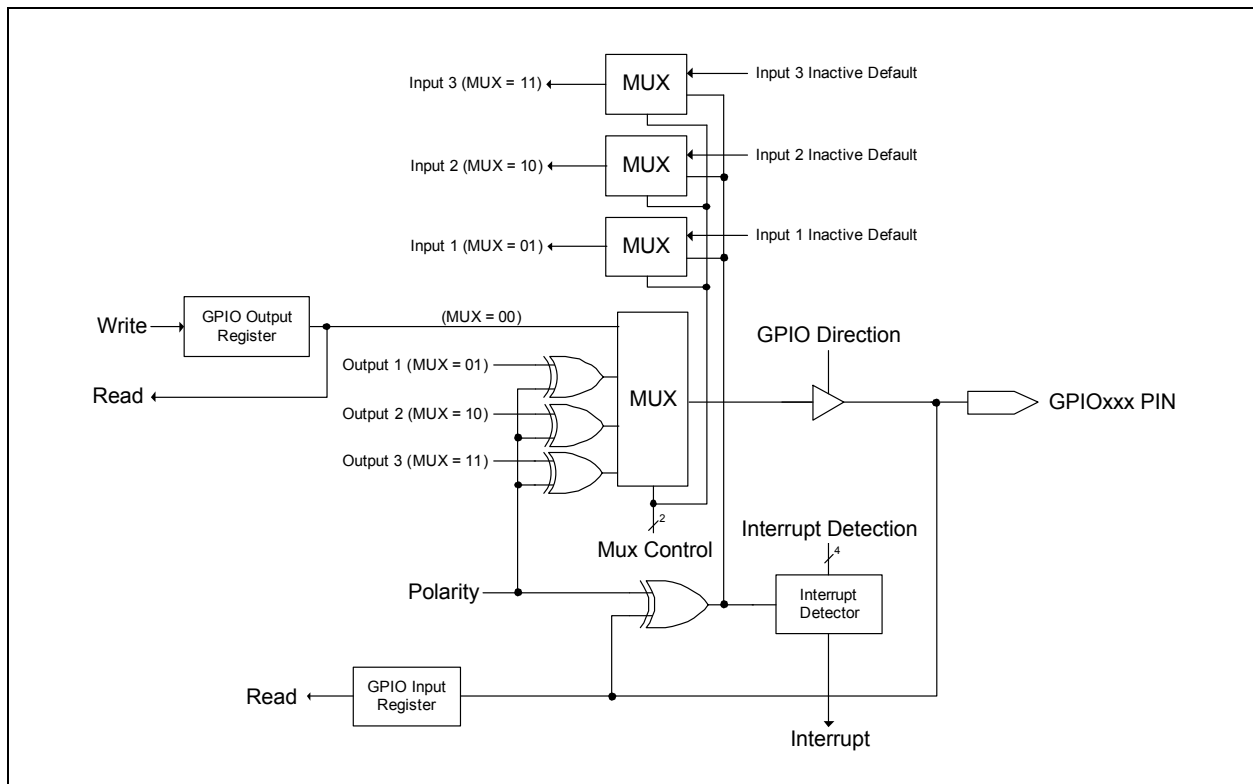 Input 3 (MUX = 11)
MUX
Input 3 Inactive Default
Input 2 (MUX = 10)
MUX
Input 2 Inactive Default
Input 1 (MUX = 01)
MUX
Input 1 Inactive Default
Write
GPIO Output
Register
(MUX = 00)
GPIO Direction
Read
Output 1 (MUX = 01)
Output 2 (MUX = 10)
Output 3 (MUX = 11)
MUX
GPIOxxx PIN
2
Mux Control
Interrupt Detection
4
Polarity
Interrupt
Detector
Read
GPIO Input
Register
Interrupt